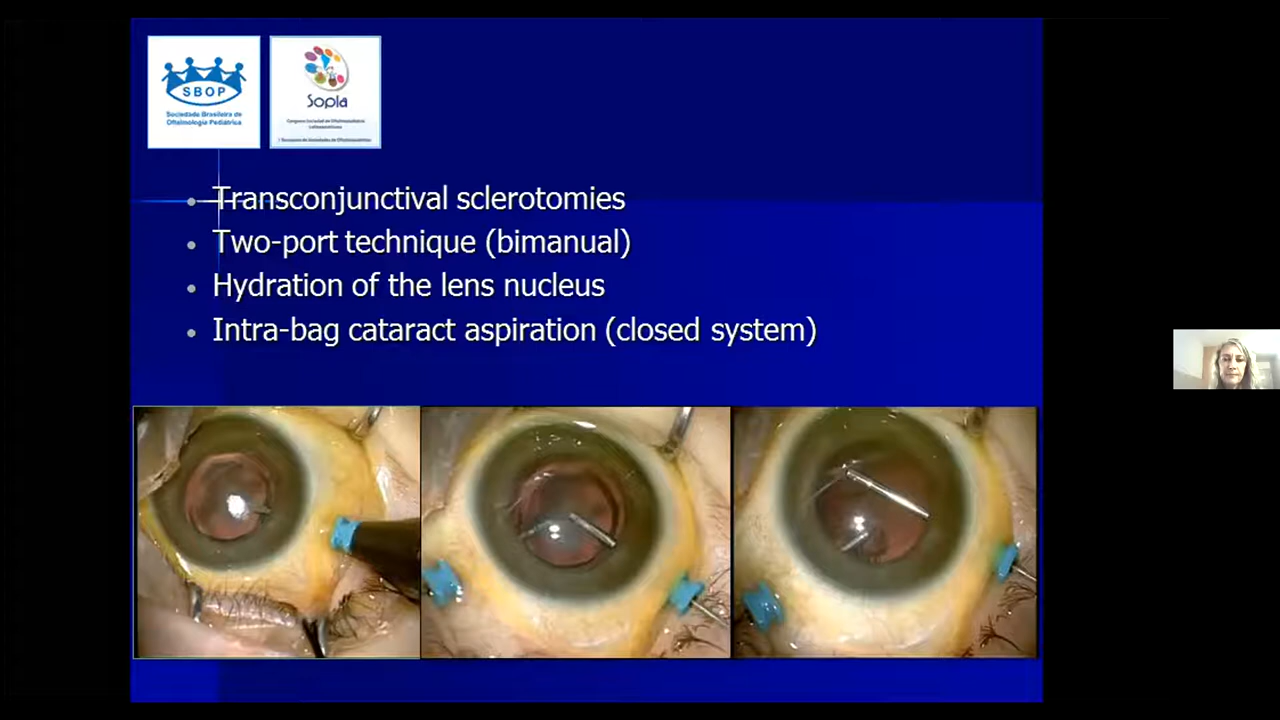 SBOP
Sociedade Brasileira de
Oftalmologia Pediátrica
Sopla
Transconjunctival sclerotomies
Two-port technique (bimanual)
Hydration of the lens nucleus
Intra-bag cataract aspiration (closed system)